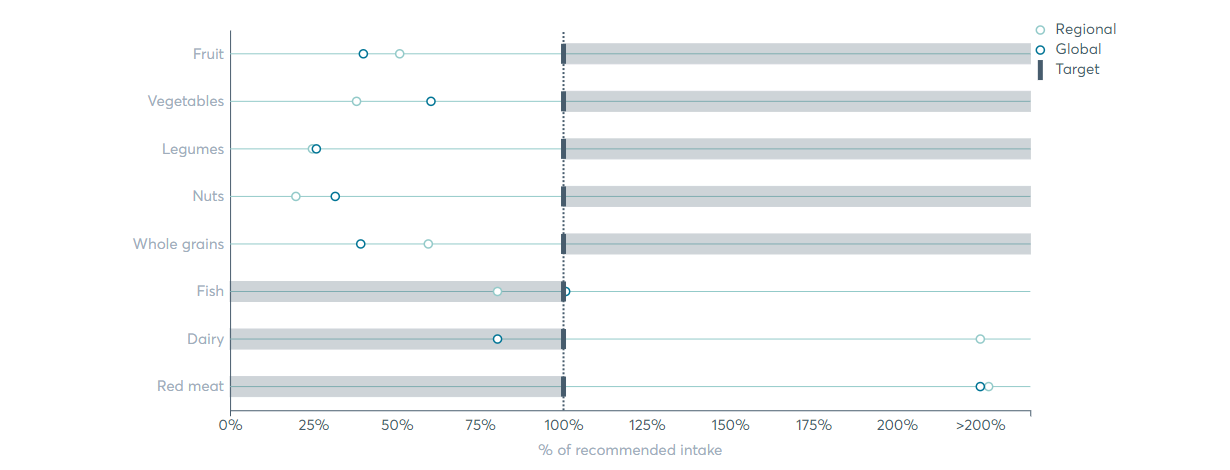 Regional
Global
Target
Fruit
Vegetables
Legumes
Nuts
Whole grains
Fish
Dairy
Red meat
0% 25% 50% 75% 100% 125% 150% 175% 200% >200%
% of recommended intake